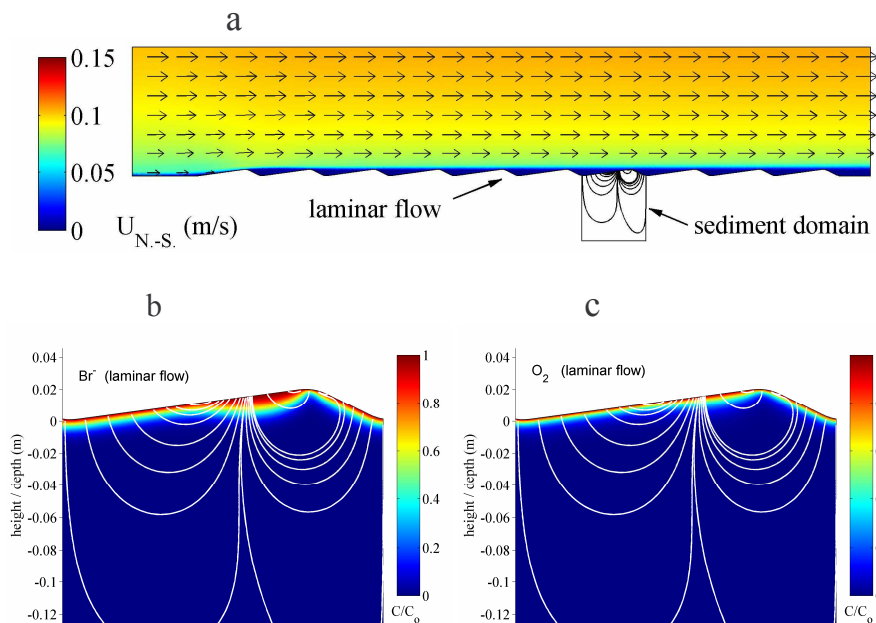 a
0.15
0.1
0.05
0
U_N.-S. (m/s)
laminar flow
sediment domain
b
c
0.04
0.02
0
-0.02
-0.04
-0.06
-0.08
-0.1
-0.12
height / depth (m)
Br⁻ (laminar flow)
1
0.8
0.6
0.4
0.2
0
C/C_o
0.04
0.02
0
-0.02
-0.04
-0.06
-0.08
-0.1
-0.12
height / depth (m)
O_2 (laminar flow)
C/C_o